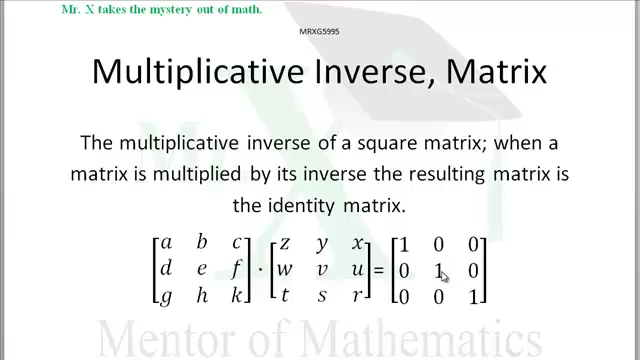 Mr. X takes the mystery out of math.
MRXG5995
Multiplicative Inverse, Matrix
The multiplicative inverse of a square matrix; when a
matrix is multiplied by its inverse the resulting matrix is
the identity matrix.
[a b c] [z y x] [1 0 0]
[d e f] · [w v u] = [0 1 0]
[g h k] [t s r] [0 0 1]
Mr. X
Mentor of Mathematics